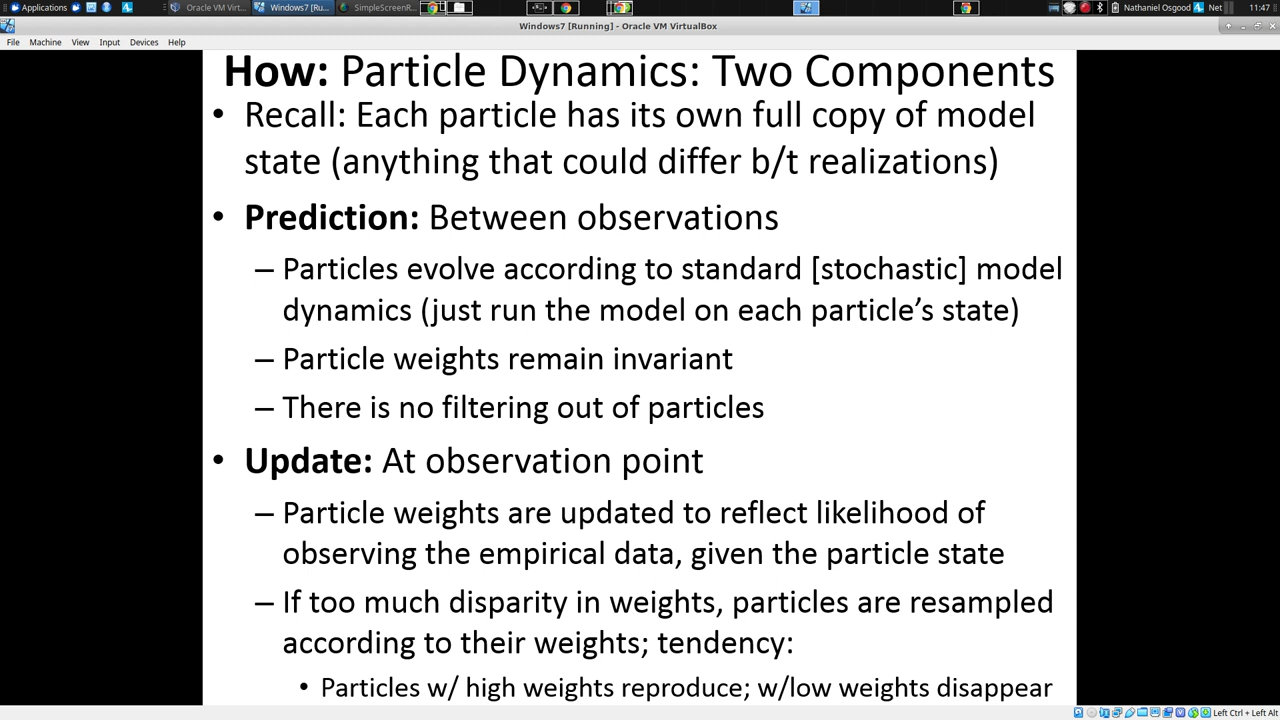 Applications
Oracle VM Virt...
Windows7 [Ru...
SimpleScreenR...
Nathaniel Osgood
Net
11:47
Windows7 [Running] - Oracle VM VirtualBox
File Machine View Input Devices Help
How: Particle Dynamics: Two Components
• Recall: Each particle has its own full copy of model
state (anything that could differ b/t realizations)
• Prediction: Between observations
– Particles evolve according to standard [stochastic] model
dynamics (just run the model on each particle’s state)
– Particle weights remain invariant
– There is no filtering out of particles
• Update: At observation point
– Particle weights are updated to reflect likelihood of
observing the empirical data, given the particle state
– If too much disparity in weights, particles are resampled
according to their weights; tendency:
• Particles w/ high weights reproduce; w/low weights disappear
Left Ctrl + Left Alt